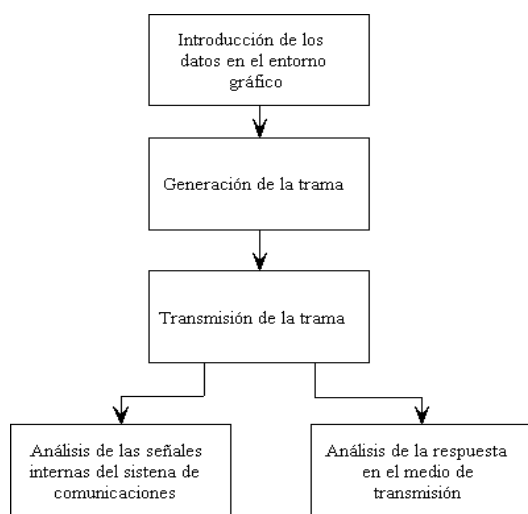 Introducción de los
datos en el entorno
gráfico
Generación de la trama
Transmisión de la trama
Análisis de las señales
internas del sistena de
comunicaciones
Análisis de la respuesta
en el medio de
transmisión